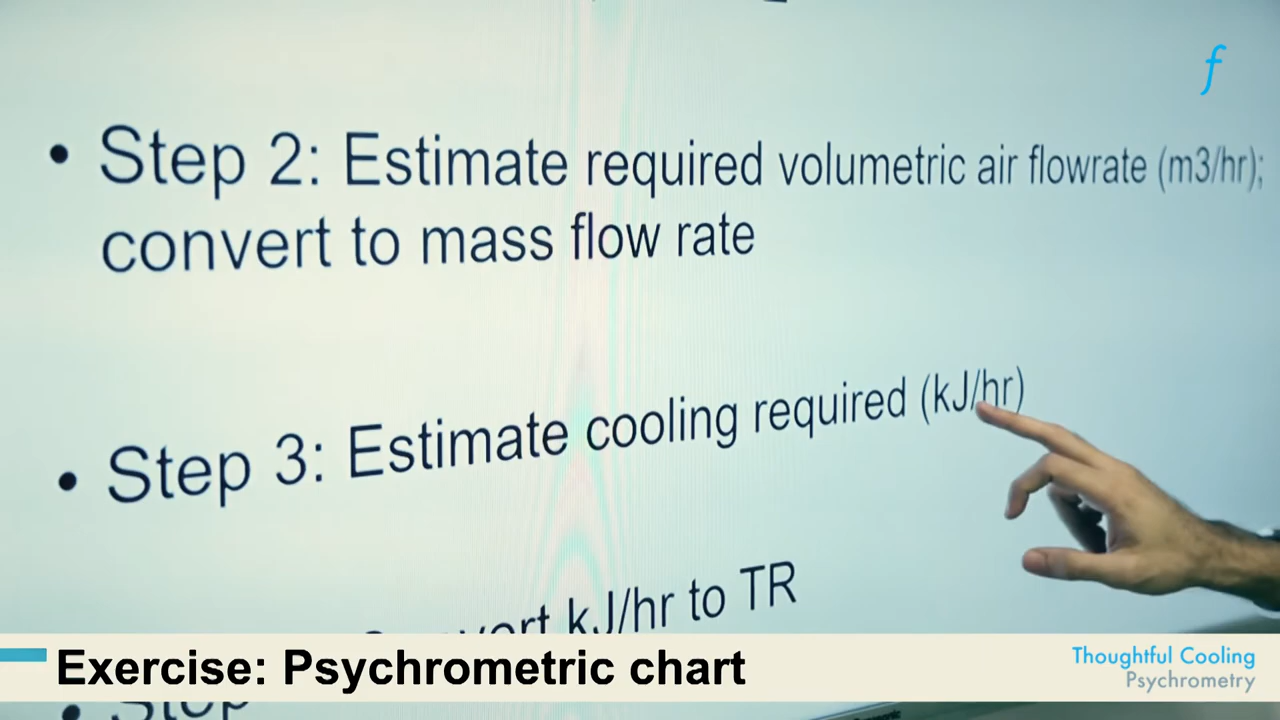 f
• Step 2: Estimate required volumetric air flowrate (m3/hr);
convert to mass flow rate
• Step 3: Estimate cooling required (kJ/hr)
kJ/hr to TR
Exercise: Psychrometric chart
Thoughtful Cooling
Psychrometry